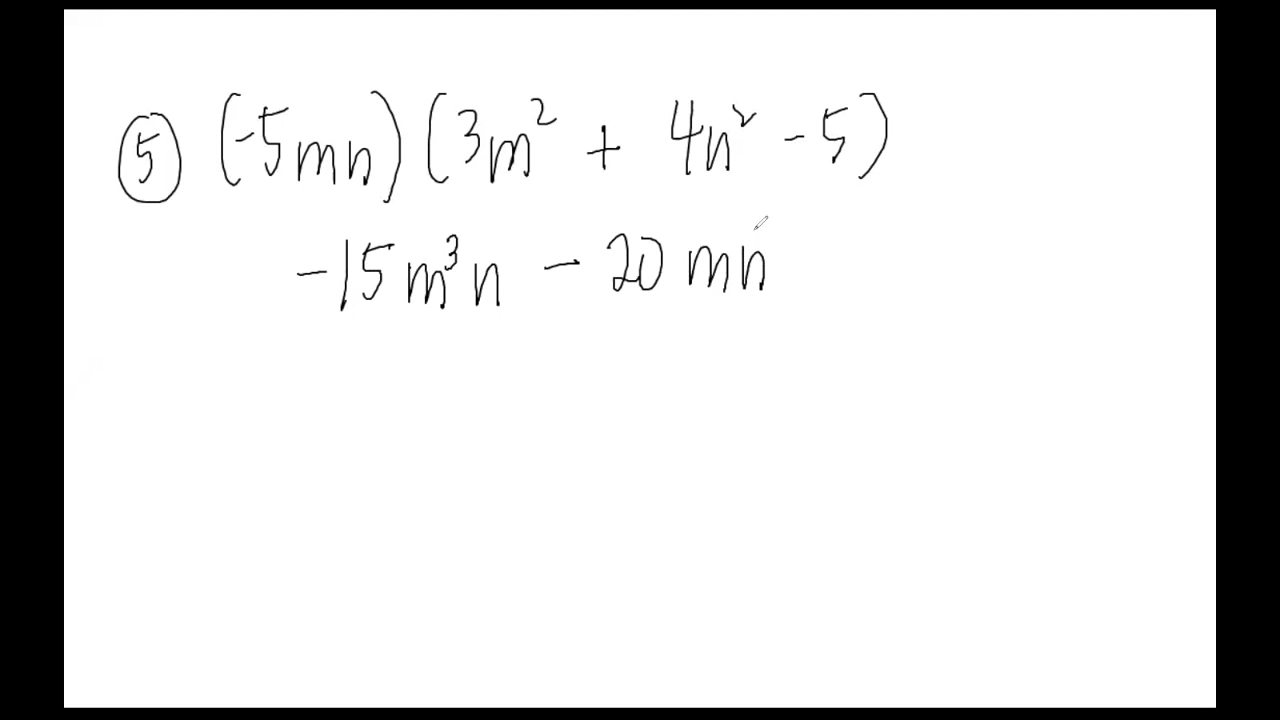 ⑤ (-5mn)(3m² + 4n² - 5)
-15m³n - 20mn